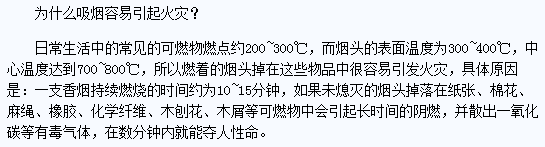 为什么吸烟容易引起火灾?
日常生活中的常见的可燃物燃点约200~300℃，而烟头的表面温度为300~400℃，中
心温度达到700~800℃，所以燃着的烟头掉在这些物品中很容易引发火灾，具体原因
是：一支香烟持续燃烧的时间约为10~15分钟，如果未熄灭的烟头掉落在纸张、棉花、
麻绳、橡胶、化学纤维、木刨花、木屑等可燃物中会引起长时间的阴燃，并散出一氧化
碳等有毒气体，在数分钟内就能夺人性命。